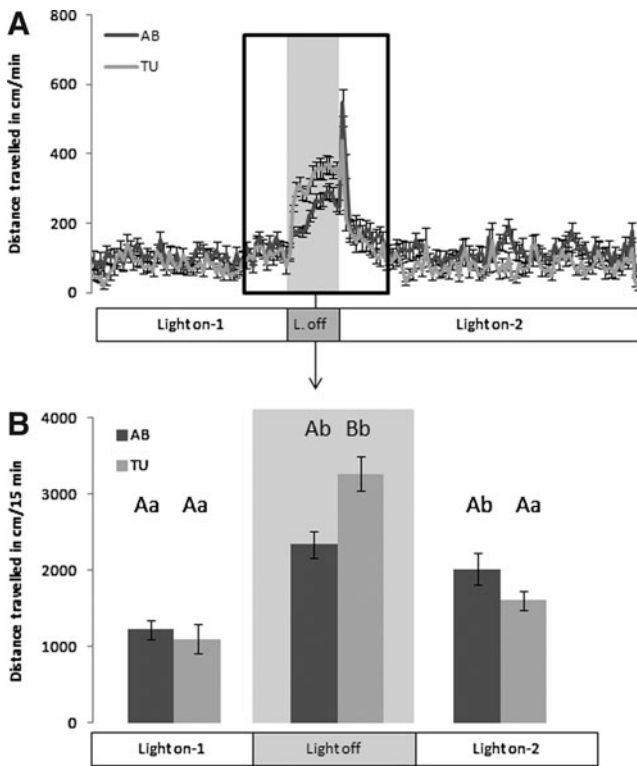 A
Distance travelled in cm/min
800
600
400
200
0
AB
TU
Light on-1
L. off
Light on-2
B
Distance travelled in cm/15 min
4000
3000
2000
1000
0
AB
TU
Aa Aa
Ab Bb
Ab Aa
Light on-1
Light off
Light on-2